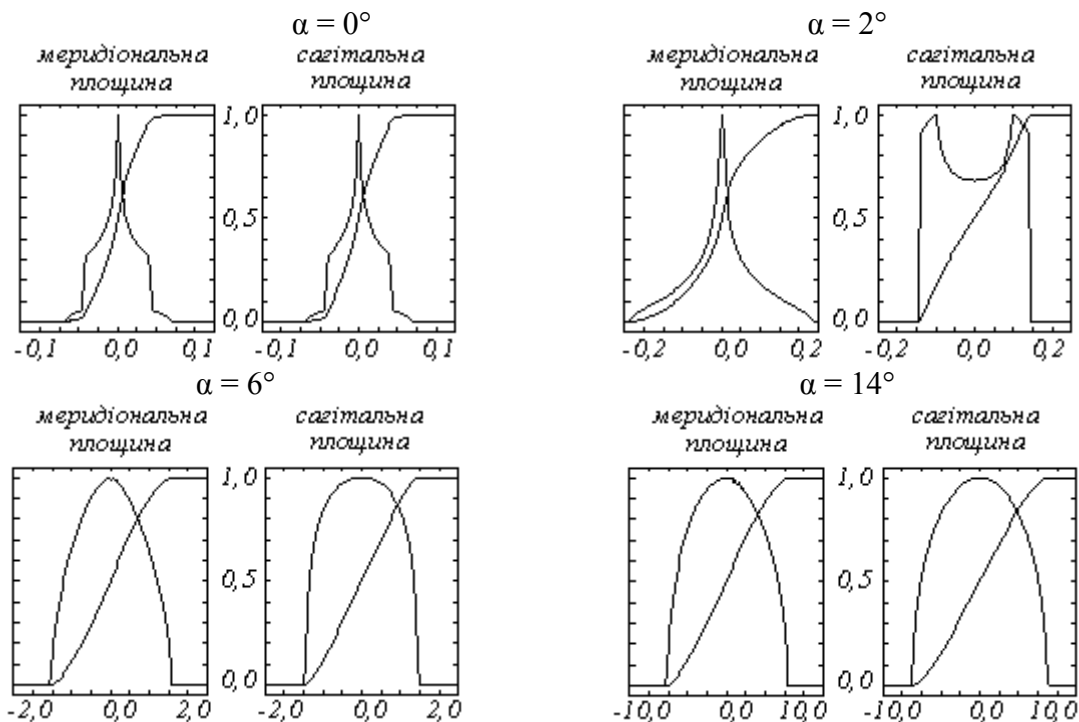 α = 0°
меридіональна площина
сагітальна площина
1,0
0,5
0,0
-0,1 0,0 0,1
-0,1 0,0 0,1
α = 2°
меридіональна площина
сагітальна площина
1,0
0,5
0,0
-0,2 0,0 0,2
-0,2 0,0 0,2
α = 6°
меридіональна площина
сагітальна площина
1,0
0,5
0,0
-2,0 0,0 2,0
-2,0 0,0 2,0
α = 14°
меридіональна площина
сагітальна площина
1,0
0,5
0,0
-10,0 0,0 10,0
-10,0 0,0 10,0